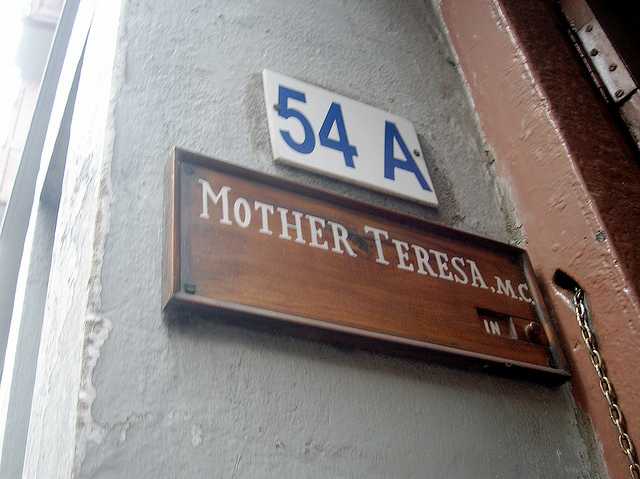 54 A
MOTHER TERESA, M.C.
IN